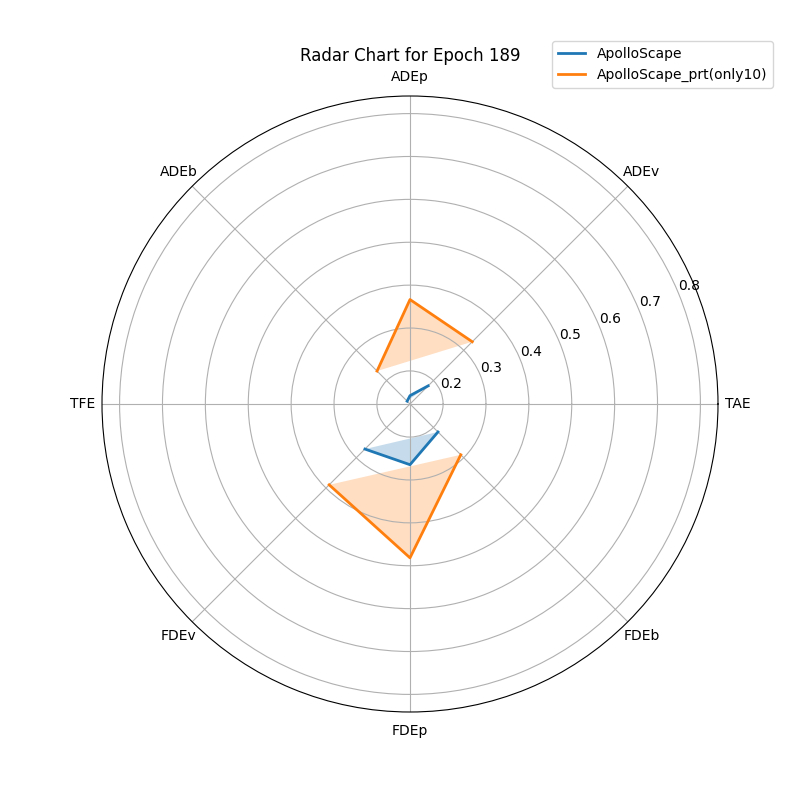 Radar Chart for Epoch 189
ApolloScape
ApolloScape_prt(only10)
ADEp
ADEb
ADEv
0.8
0.7
0.6
0.5
0.4
0.3
0.2
TFE
TAE
FDEv
FDEb
FDEp